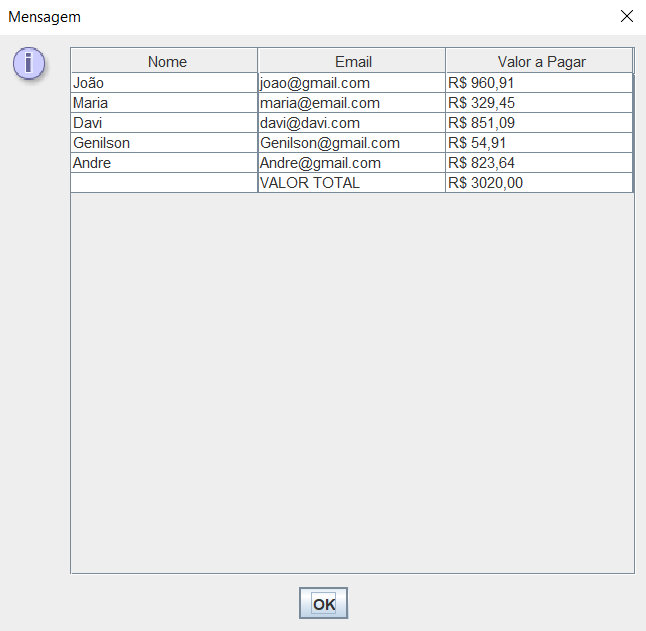 Mensagem
Nome Email Valor a Pagar
João joao@gmail.com R$ 960,91
Maria maria@email.com R$ 329,45
Davi davi@davi.com R$ 851,09
Genilson Genilson@gmail.com R$ 54,91
Andre Andre@gmail.com R$ 823,64
VALOR TOTAL R$ 3020,00
OK